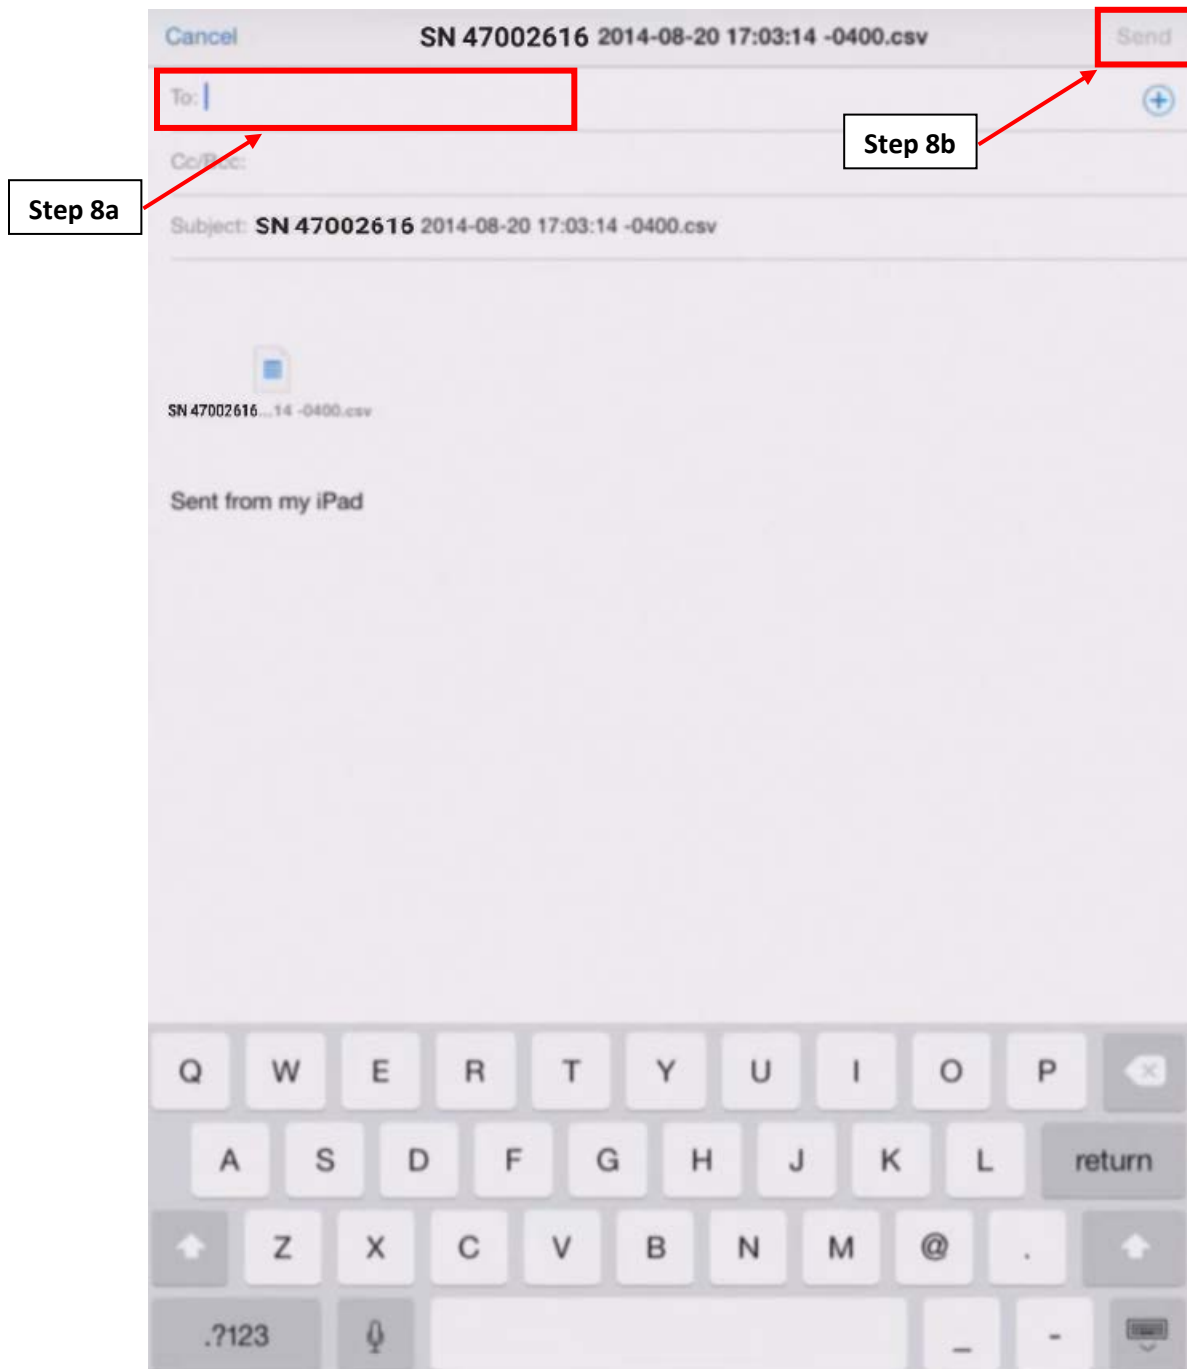 Cancel SN 47002616 2014-08-20 17:03:14 -0400.csv Send
To:
Step 8b
Cc/Bcc:
Step 8a
Subject: SN 47002616 2014-08-20 17:03:14 -0400.csv
SN 47002616...14 -0400.csv
Sent from my iPad
Q W E R T Y U I O P
A S D F G H J K L return
Z X C V B N M @ .
.?123 _ -